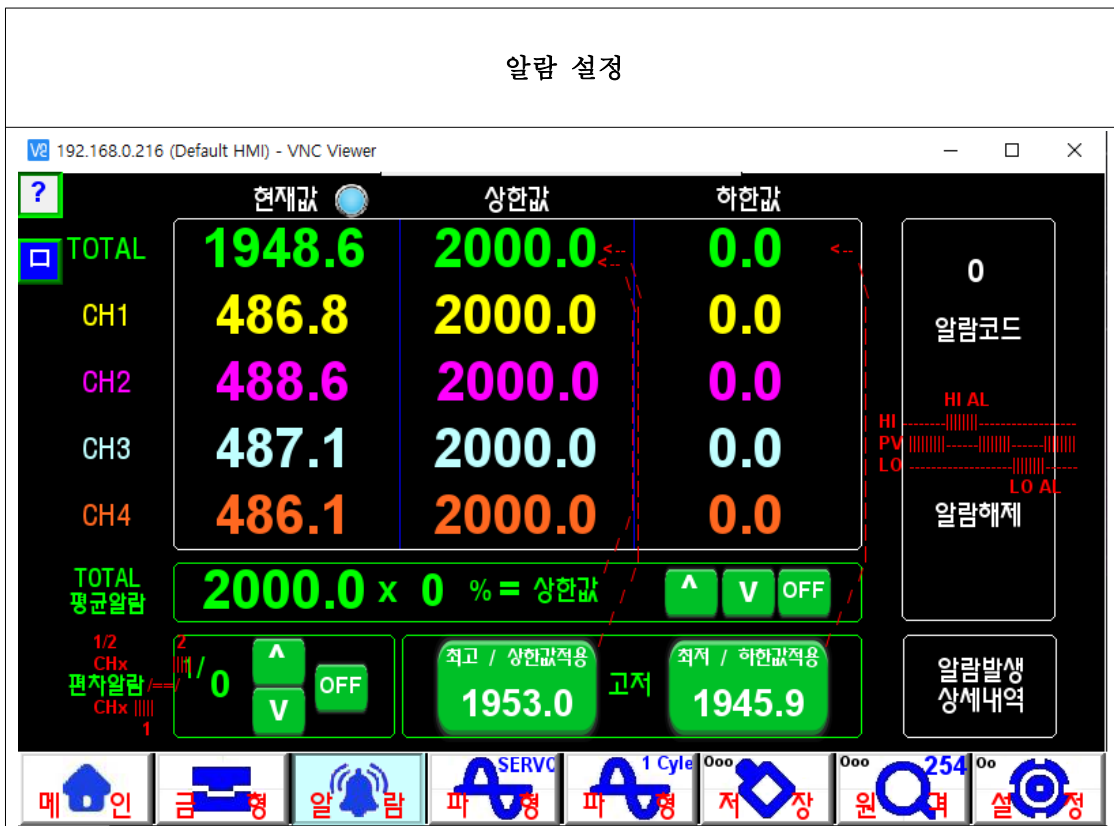 알람 설정
192.168.0.216 (Default HMI) - VNC Viewer
?
현재값 상한값 하한값
TOTAL 1948.6 2000.0 0.0
CH1 486.8 2000.0 0.0
CH2 488.6 2000.0 0.0
CH3 487.1 2000.0 0.0
CH4 486.1 2000.0 0.0
0
알람코드
HI AL
HI
PV
LO
LO AL
알람해제
TOTAL
평균알람
2000.0 x 0 % = 상한값
^ V OFF
1/2 2
CHx
편차알람
CHx
1
1/0
^ V OFF
최고 / 상한값적용
1953.0
고저
최저 / 하한값적용
1945.9
알람발생
상세내역
메인
금형
알람
SERVO
파형
1 Cyle
파형
Ooo
저장
Ooo 254
원격
Oo
설정